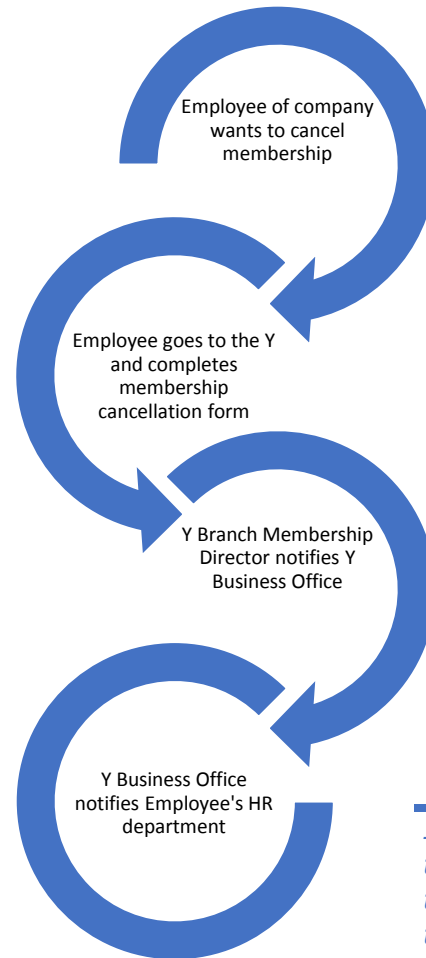 Employee of company
wants to cancel
membership
Employee goes to the Y
and completes
membership
cancellation form
Y Branch Membership
Director notifies Y
Business Office
Y Business Office
notifies Employee's HR
department